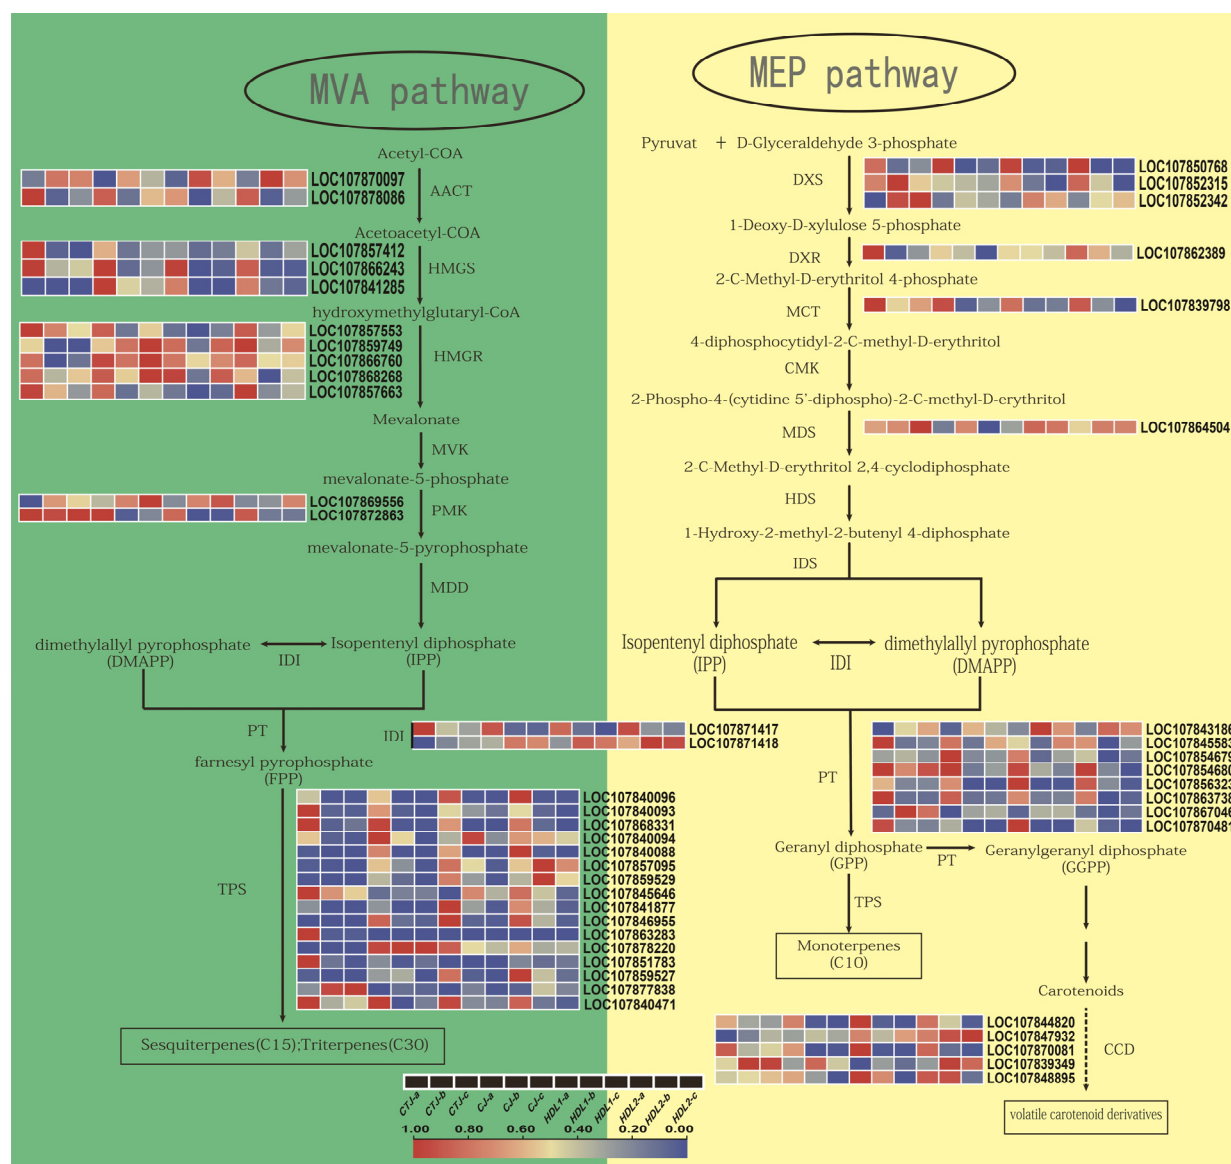 MVA pathway
Acetyl-COA
LOC107870097
LOC107878086
AACT
Acetoacetyl-COA
LOC107857412
LOC107866243
LOC107841285
HMGS
hydroxymethylglutaryl-CoA
LOC107857553
LOC107859749
LOC107866760
LOC107868268
LOC107857663
HMGR
Mevalonate
MVK
mevalonate-5-phosphate
LOC107869556
LOC107872863
PMK
mevalonate-5-pyrophosphate
MDD
dimethylallyl pyrophosphate
(DMAPP)
IDI
Isopentenyl diphosphate
(IPP)
PT
IDI
LOC107871417
LOC107871418
farnesyl pyrophosphate
(FPP)
TPS
LOC107840096
LOC107840093
LOC107868331
LOC107840094
LOC107840088
LOC107857095
LOC107859529
LOC107845646
LOC107841877
LOC107846955
LOC107863283
LOC107878220
LOC107851783
LOC107859527
LOC107877838
LOC107840471
Sesquiterpenes(C15);Triterpenes(C30)
MEP pathway
Pyruvat + D-Glyceraldehyde 3-phosphate
DXS
LOC107850768
LOC107852315
LOC107852342
1-Deoxy-D-xylulose 5-phosphate
DXR
LOC107862389
2-C-Methyl-D-erythritol 4-phosphate
MCT
LOC107839798
4-diphosphocytidyl-2-C-methyl-D-erythritol
CMK
2-Phospho-4-(cytidine 5'-diphospho)-2-C-methyl-D-erythritol
MDS
LOC107864504
2-C-Methyl-D-erythritol 2,4-cyclodiphosphate
HDS
1-Hydroxy-2-methyl-2-butenyl 4-diphosphate
IDS
Isopentenyl diphosphate
(IPP)
IDI
dimethylallyl pyrophosphate
(DMAPP)
PT
LOC107843186
LOC107845583
LOC107854679
LOC107854680
LOC107856323
LOC107863738
LOC107867046
LOC107870481
Geranyl diphosphate
(GPP)
PT
Geranylgeranyl diphosphate
(GGPP)
TPS
Monoterpenes
(C10)
Carotenoids
LOC107844820
LOC107847932
LOC107870081
LOC107839349
LOC107848895
CCD
volatile carotenoid derivatives
CTJ-a CTJ-b CTJ-c CJ-a CJ-b CJ-c HDL1-a HDL1-b HDL1-c HDL2-a HDL2-b HDL2-c
1.00 0.80 0.60 0.40 0.20 0.00